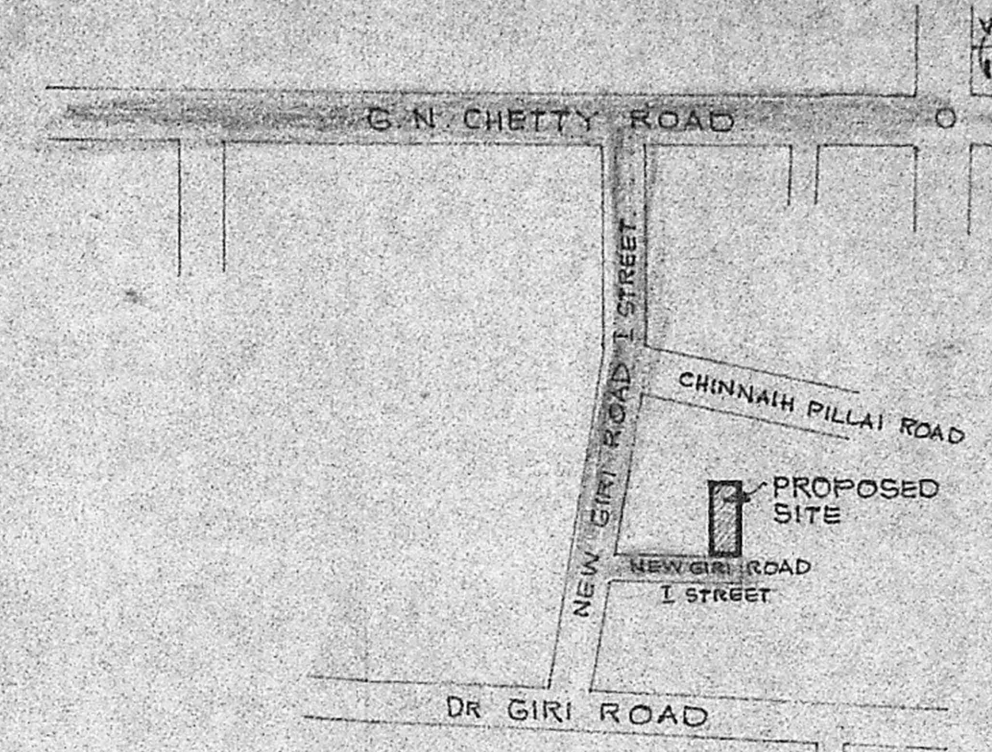 G. N. CHETTY ROAD
NEW GIRI ROAD I STREET.
CHINNAIH PILLAI ROAD
PROPOSED
SITE
NEW GIRI ROAD
I STREET
DR GIRI ROAD